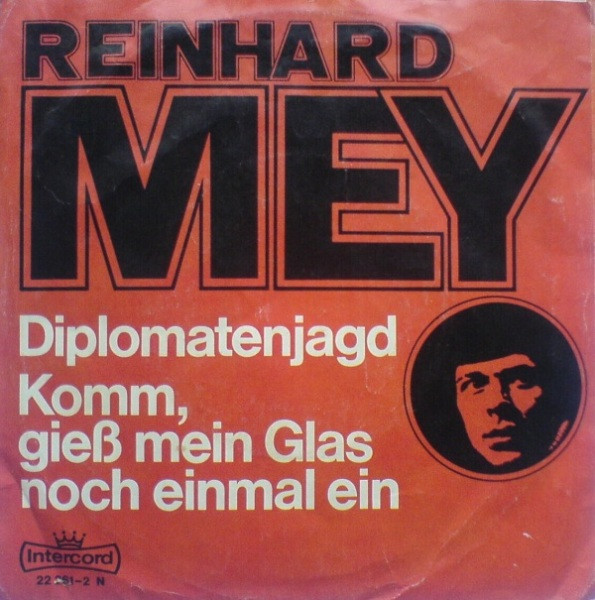 REINHARD
MEY
Diplomatenjagd
Komm,
gieß mein Glas
noch einmal ein
Intercord